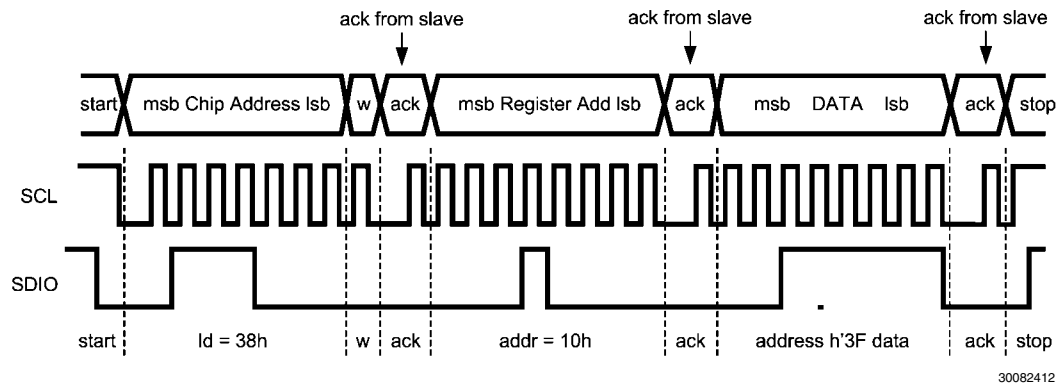 ack from slave ack from slave ack from slave
start msb Chip Address lsb w ack msb Register Add lsb ack msb DATA lsb ack stop
SCL
SDIO
start Id = 38h w ack addr = 10h ack address h'3F data ack stop
30082412